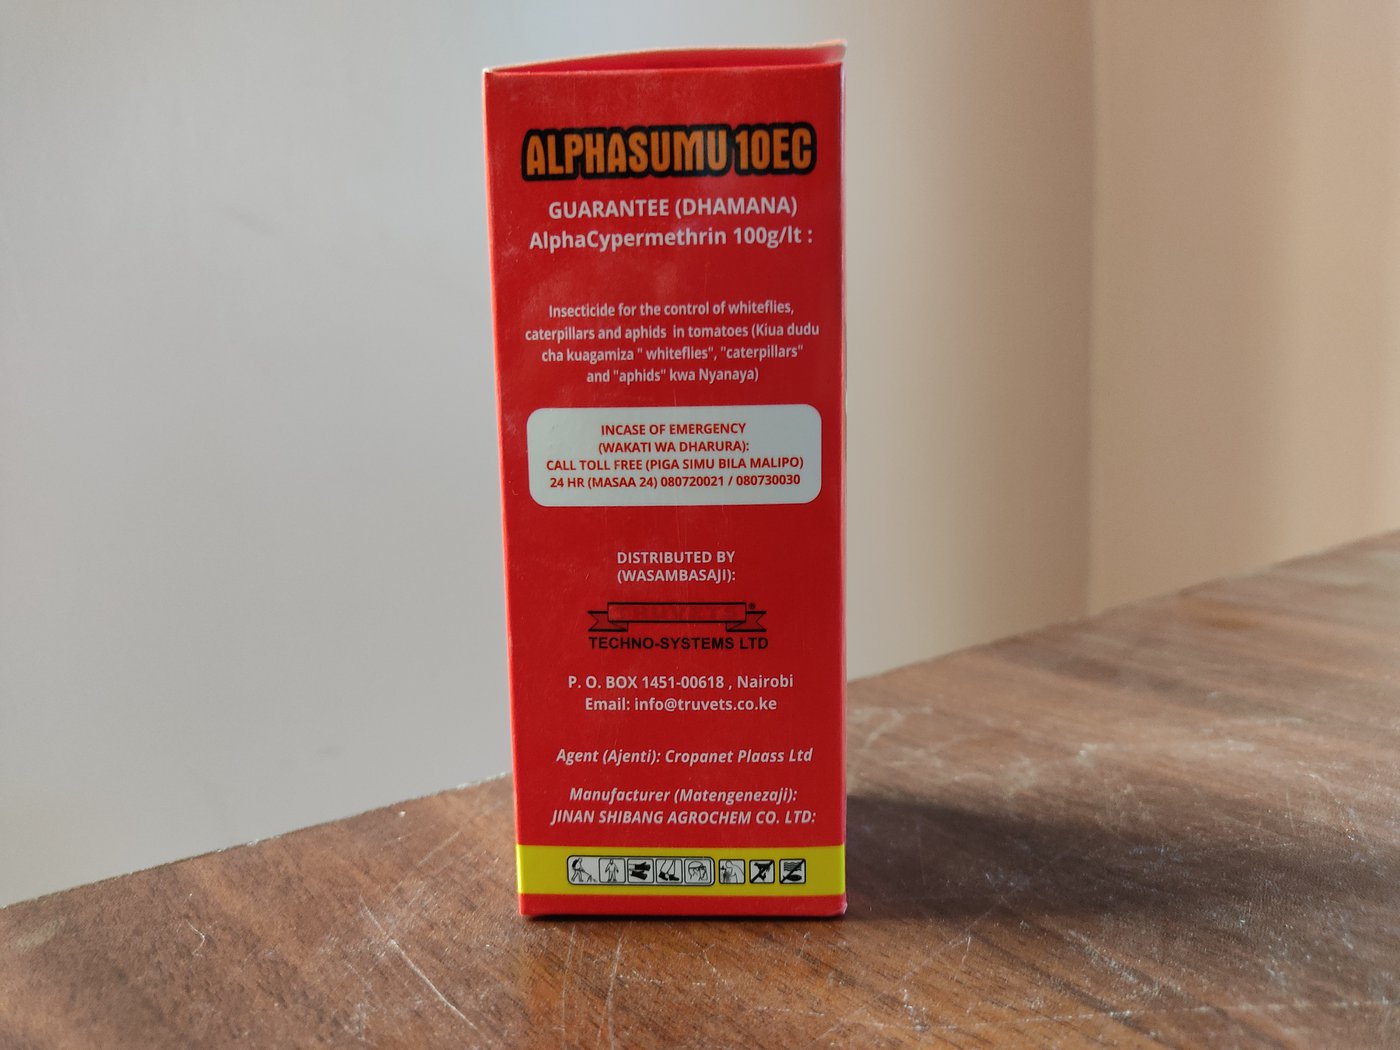 ALPHASUMU 10EC
GUARANTEE (DHAMANA)
AlphaCypermethrin 100g/lt :
Insecticide for the control of whiteflies,
caterpillars and aphids in tomatoes (Kiua dudu
cha kuagamiza " whiteflies", "caterpillars"
and "aphids" kwa Nyanaya)
INCASE OF EMERGENCY
(WAKATI WA DHARURA):
CALL TOLL FREE (PIGA SIMU BILA MALIPO)
24 HR (MASAA 24) 080720021 / 080730030
DISTRIBUTED BY
(WASAMBASAJI):
TRUVETS ®
TECHNO-SYSTEMS LTD
P. O. BOX 1451-00618 , Nairobi
Email: info@truvets.co.ke
Agent (Ajenti): Cropanet Plaass Ltd
Manufacturer (Matengenezaji):
JINAN SHIBANG AGROCHEM CO. LTD: